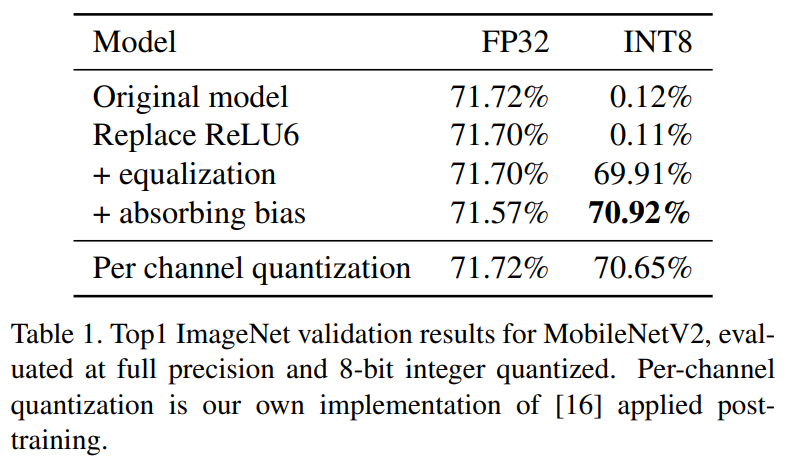 Model FP32 INT8
Original model 71.72% 0.12%
Replace ReLU6 71.70% 0.11%
+ equalization 71.70% 69.91%
+ absorbing bias 71.57% 70.92%
Per channel quantization 71.72% 70.65%
Table 1. Top1 ImageNet validation results for MobileNetV2, eval-
uated at full precision and 8-bit integer quantized. Per-channel
quantization is our own implementation of [16] applied post-
training.